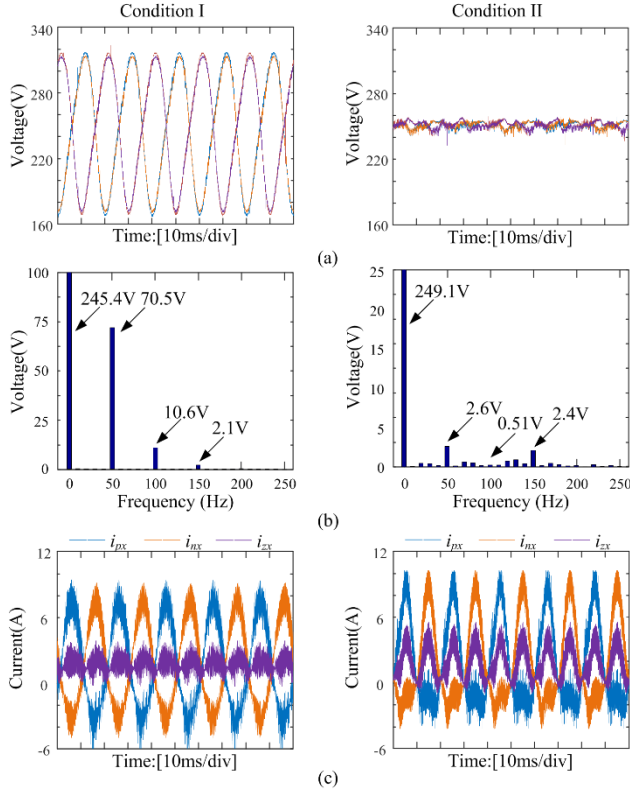 Condition I
Condition II
Voltage(V)
340
280
220
160
Time:[10ms/div]
Voltage(V)
340
280
220
160
Time:[10ms/div]
(a)
Voltage(V)
100
75
50
25
0
245.4V
70.5V
10.6V
2.1V
0 50 100 150 200 250
Frequency (Hz)
Voltage(V)
25
20
15
10
5
0
249.1V
2.6V
0.51V
2.4V
0 50 100 150 200 250
Frequency (Hz)
(b)
ipx inx izx
Current(A)
12
6
0
-6
Time:[10ms/div]
ipx inx izx
Current(A)
12
6
0
-6
Time:[10ms/div]
(c)